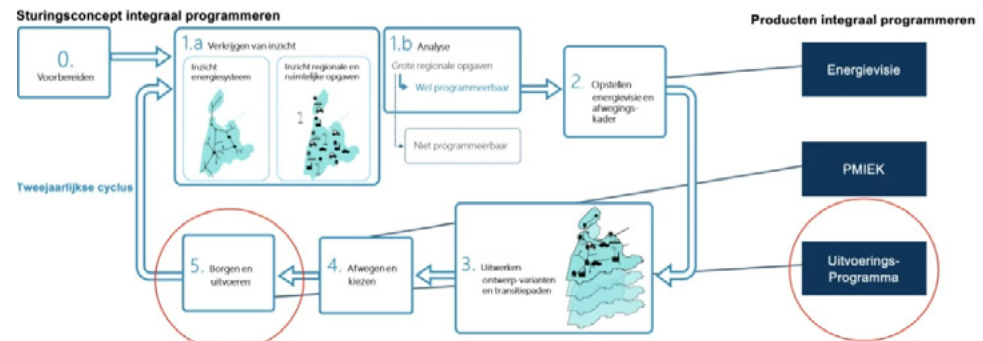 Sturingsconcept integraal programmeren
Producten integraal programmeren
0.
Voorbereiden
1.a Verkrijgen van inzicht
Inzicht
energiesysteem
Inzicht regionale en
ruimtelijke opgaven
1
1.b Analyse
Grote regionale opgaven
Wel programmeerbaar
Niet programmeerbaar
2. Opstellen
energievisie en
afwegings-
kader
Energievisie
PMIEK
Uitvoerings-
Programma
Tweejaarlijkse cyclus
5. Borgen en
uitvoeren
4. Afwegen en
kiezen
3. Uitwerken
ontwerp-varianten
en transitiepaden